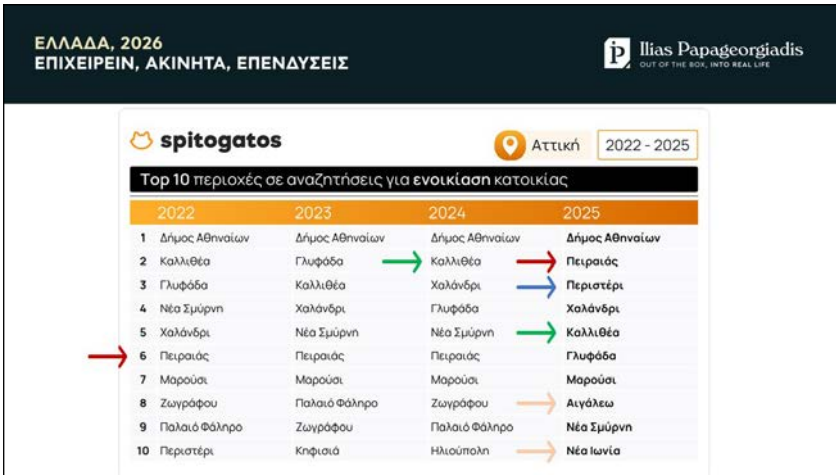 ΕΛΛΑΔΑ, 2026
ΕΠΙΧΕΙΡΕΙΝ, ΑΚΙΝΗΤΑ, ΕΠΕΝΔΥΣΕΙΣ
ip Ilias Papageorgiadis
OUT OF THE BOX, INTO REAL LIFE
spitogatos Αττική 2022 - 2025
Top 10 περιοχές σε αναζητήσεις για ενοικίαση κατοικίας
2022 2023 2024 2025
1 Δήμος Αθηναίων Δήμος Αθηναίων Δήμος Αθηναίων Δήμος Αθηναίων
2 Καλλιθέα Γλυφάδα Καλλιθέα Πειραιάς
3 Γλυφάδα Καλλιθέα Χαλάνδρι Περιστέρι
4 Νέα Σμύρνη Χαλάνδρι Γλυφάδα Χαλάνδρι
5 Χαλάνδρι Νέα Σμύρνη Νέα Σμύρνη Καλλιθέα
6 Πειραιάς Πειραιάς Πειραιάς Γλυφάδα
7 Μαρούσι Μαρούσι Μαρούσι Μαρούσι
8 Ζωγράφου Παλαιό Φάληρο Ζωγράφου Αιγάλεω
9 Παλαιό Φάληρο Ζωγράφου Παλαιό Φάληρο Νέα Σμύρνη
10 Περιστέρι Κηφισιά Ηλιούπολη Νέα Ιωνία